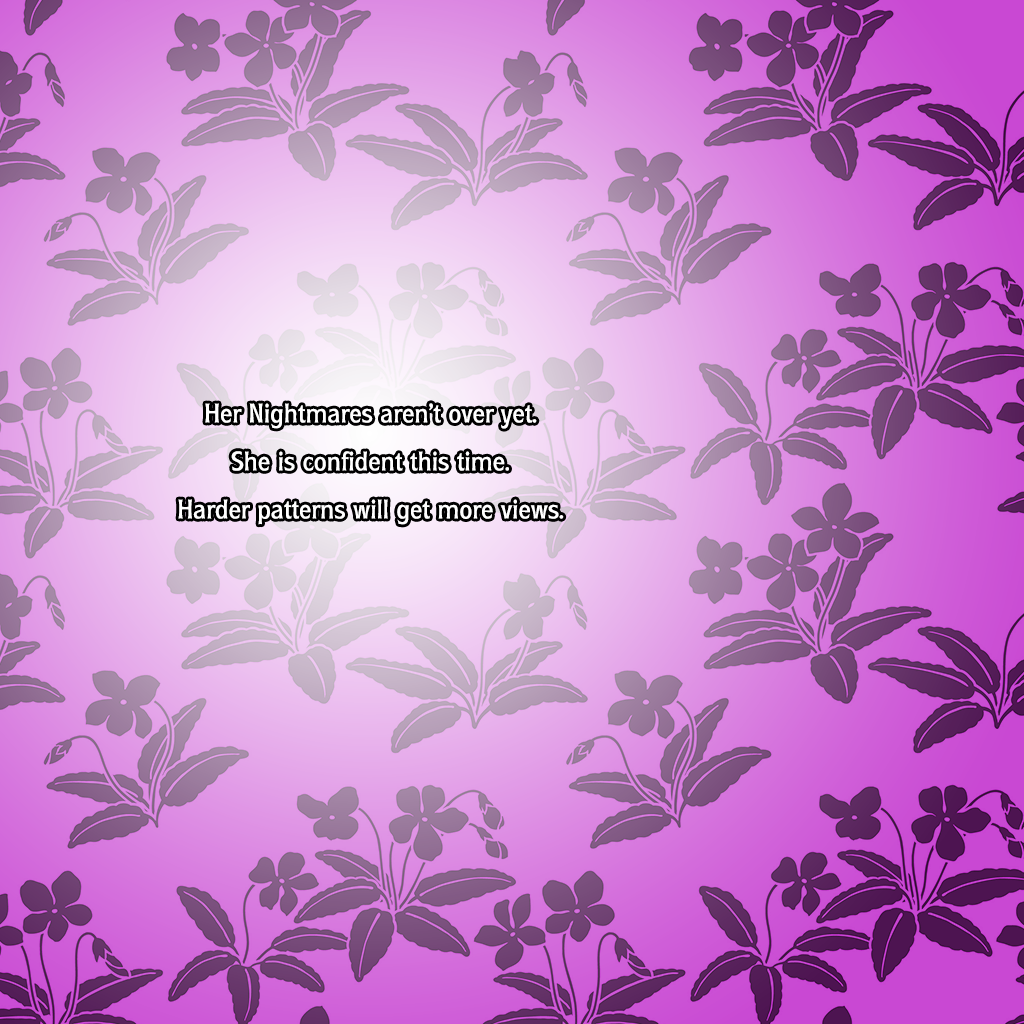 Her Nightmares aren't over yet.
She is confident this time.
Harder patterns will get more views.